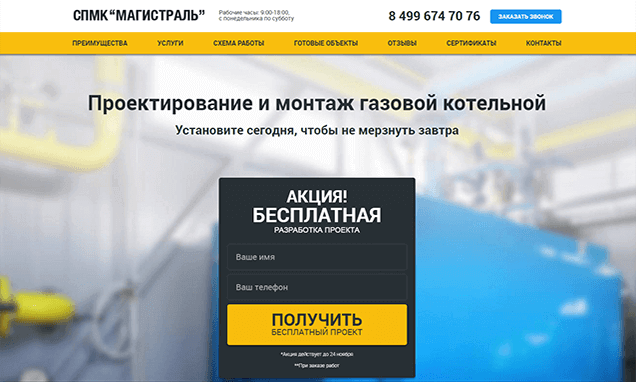 СПМК“МАГИСТРАЛЬ”
Рабочие часы: 9:00-18:00,
с понедельника по субботу
8 499 674 70 76
ЗАКАЗАТЬ ЗВОНОК
ПРЕИМУЩЕСТВА УСЛУГИ СХЕМА РАБОТЫ ГОТОВЫЕ ОБЪЕКТЫ ОТЗЫВЫ СЕРТИФИКАТЫ КОНТАКТЫ
Проектирование и монтаж газовой котельной
Установите сегодня, чтобы не мерзнуть завтра
АКЦИЯ!
БЕСПЛАТНАЯ
РАЗРАБОТКА ПРОЕКТА
Ваше имя
Ваш телефон
ПОЛУЧИТЬ
БЕСПЛАТНЫЙ ПРОЕКТ
*Акция действует до 24 ноября
**При заказе работ